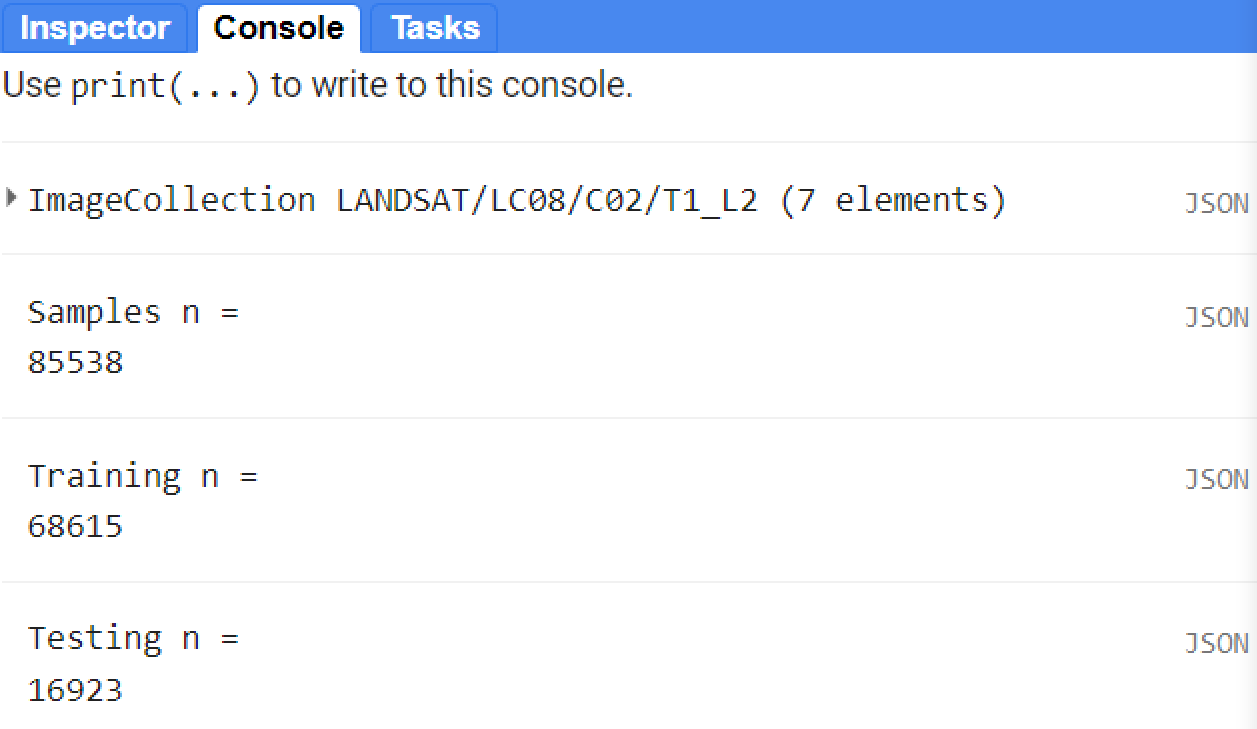 Inspector Console Tasks
Use print(...) to write to this console.
ImageCollection LANDSAT/LC08/C02/T1_L2 (7 elements) JSON
Samples n = JSON
85538
Training n = JSON
68615
Testing n = JSON
16923